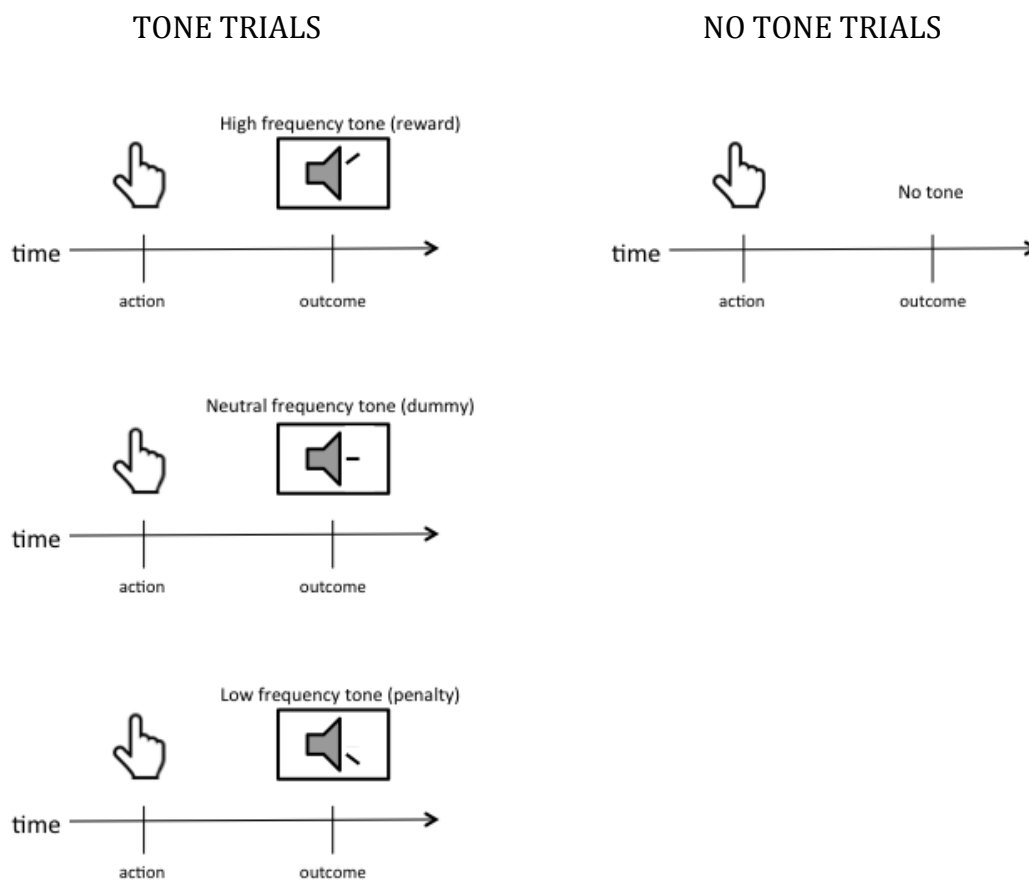 TONE TRIALS
NO TONE TRIALS
High frequency tone (reward)
time
action
outcome
No tone
time
action
outcome
Neutral frequency tone (dummy)
time
action
outcome
Low frequency tone (penalty)
time
action
outcome